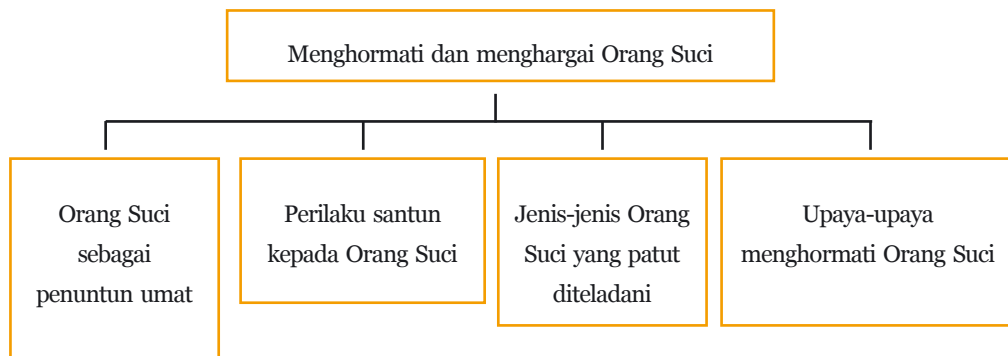 Menghormati dan menghargai Orang Suci
Orang Suci
sebagai
penuntun umat
Perilaku santun
kepada Orang Suci
Jenis-jenis Orang
Suci yang patut
diteladani
Upaya-upaya
menghormati Orang Suci